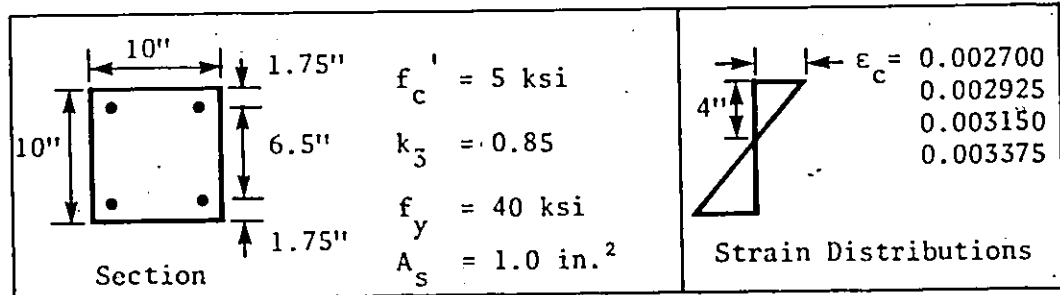 10"
1.75"
10"
6.5"
1.75"
Section
f_c' = 5 ksi
k_3 = 0.85
f_y = 40 ksi
A_s = 1.0 in.²
4"
ε_c = 0.002700
0.002925
0.003150
0.003375
Strain Distributions